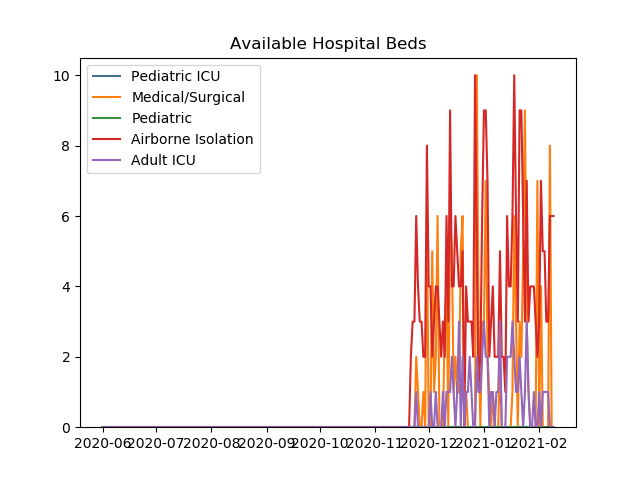 Available Hospital Beds
Pediatric ICU
Medical/Surgical
Pediatric
Airborne Isolation
Adult ICU
10
8
6
4
2
0
2020-06 2020-07 2020-08 2020-09 2020-10 2020-11 2020-12 2021-01 2021-02